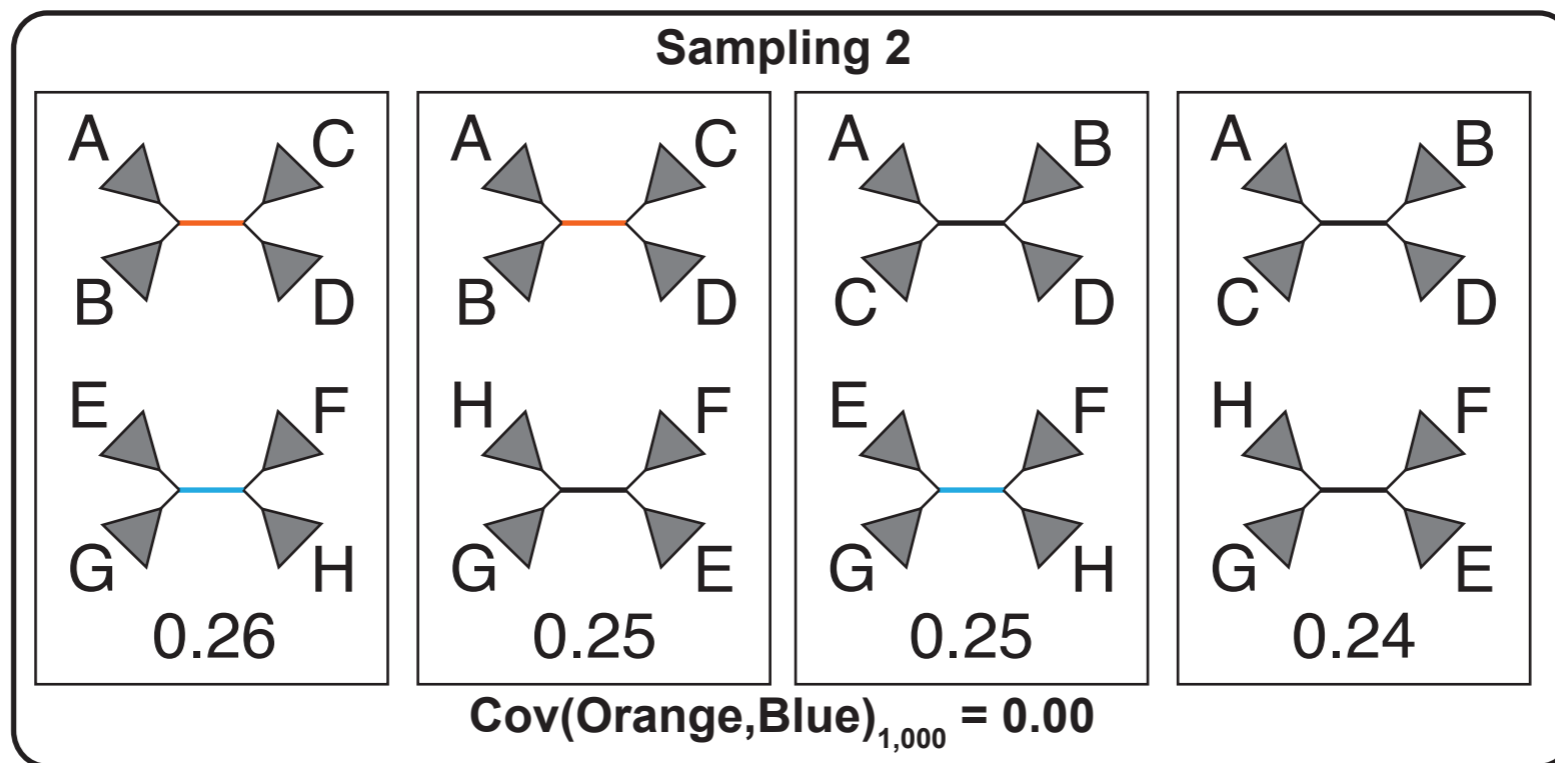 Sampling 2
A C A C A B A B
B D B D C D C D
E F H F E F H F
G H G E G H G E
0.26 0.25 0.25 0.24
Cov(Orange,Blue)1,000 = 0.00